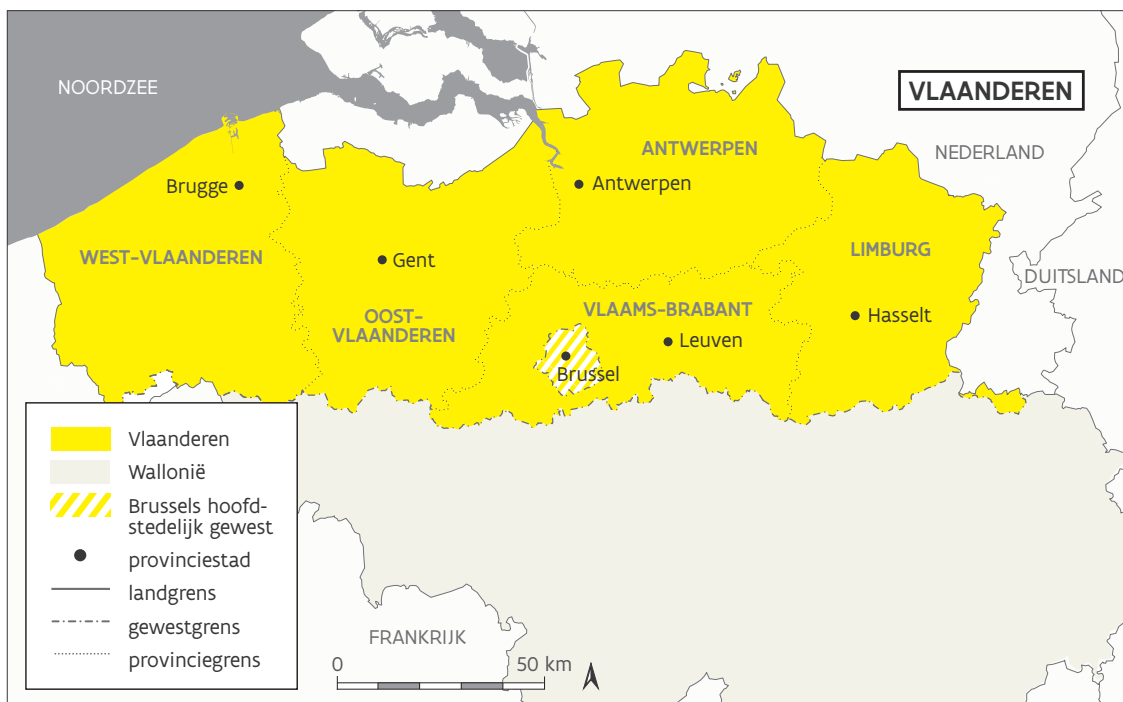 NOORDZEE
VLAANDEREN
NEDERLAND
ANTWERPEN
Brugge
Antwerpen
WEST-VLAANDEREN
Gent
LIMBURG
DUITSLAND
OOST-
VLAANDEREN
VLAAMS-BRABANT
Hasselt
Leuven
Brussel
Vlaanderen
Wallonië
Brussels hoofd-
stedelijk gewest
provinciestad
landgrens
gewestgrens
provinciegrens
FRANKRIJK
0 50 km